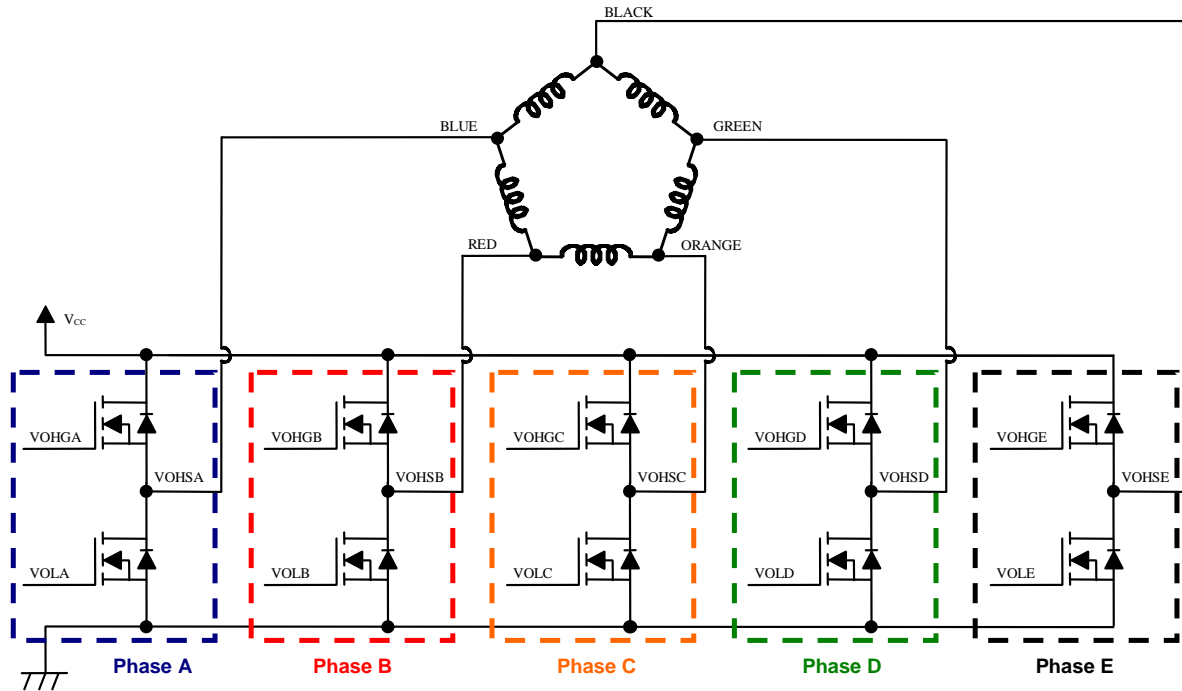 BLACK
BLUE
GREEN
RED
ORANGE
VCC
VOHGA
VOHGB
VOHGC
VOHGD
VOHGE
VOHSA
VOHSB
VOHSC
VOHSD
VOHSE
VOLA
VOLB
VOLC
VOLD
VOLE
Phase A
Phase B
Phase C
Phase D
Phase E